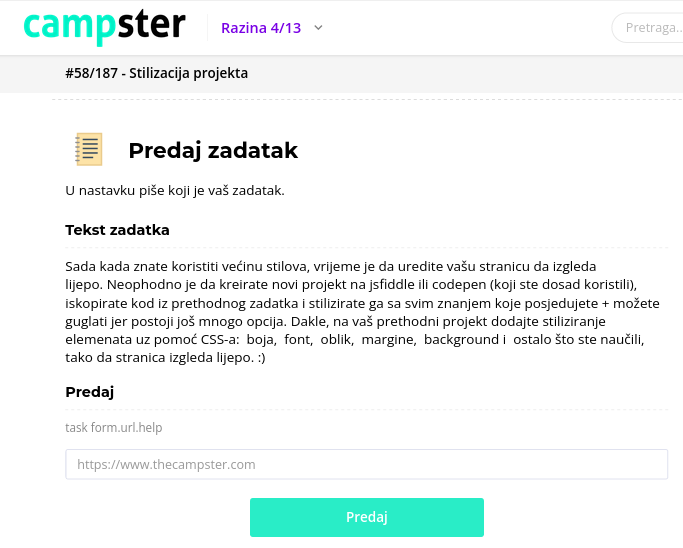 campster
Razina 4/13
Pretraga..
#58/187 - Stilizacija projekta
Predaj zadatak
U nastavku piše koji je vaš zadatak.
Tekst zadatka
Sada kada znate koristiti većinu stilova, vrijeme je da uredite vašu stranicu da izgleda
lijepo. Neophodno je da kreirate novi projekt na jsfiddle ili codepen (koji ste dosad koristili),
iskopirate kod iz prethodnog zadatka i stilizirate ga sa svim znanjem koje posjedujete + možete
guglati jer postoji još mnogo opcija. Dakle, na vaš prethodni projekt dodajte stiliziranje
elemenata uz pomoć CSS-a:  boja,  font,  oblik,  margine,  background i  ostalo što ste naučili,
tako da stranica izgleda lijepo. :)
Predaj
task form.url.help
https://www.thecampster.com
Predaj